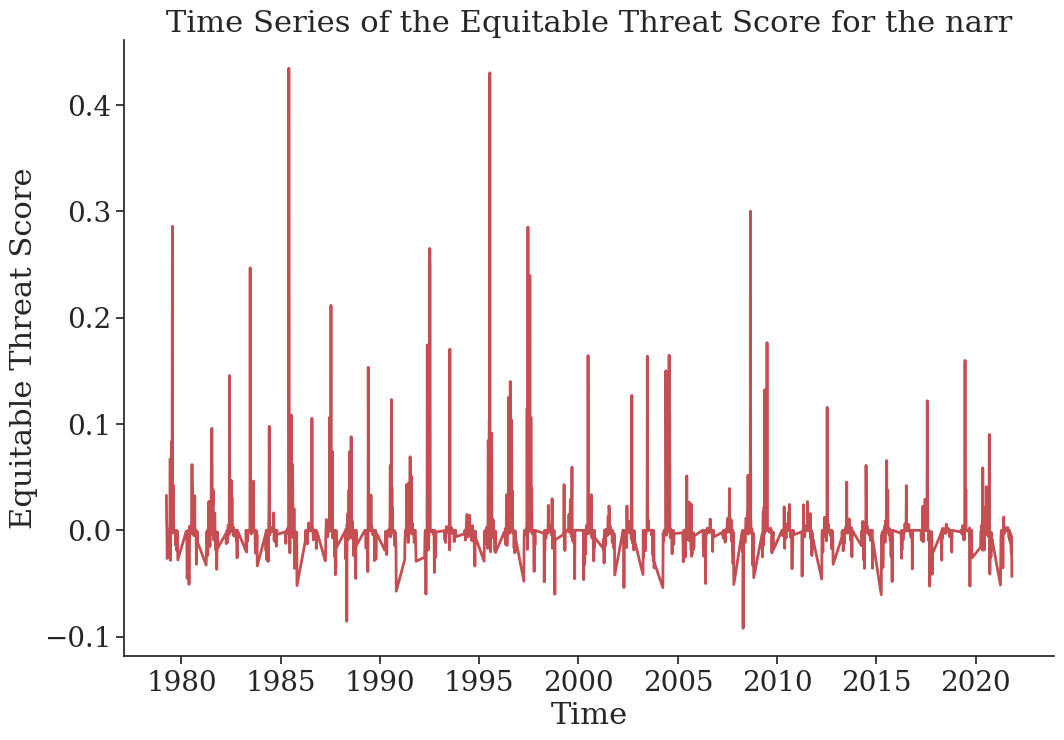 Time Series of the Equitable Threat Score for the narr
Equitable Threat Score
0.4
0.3
0.2
0.1
0.0
−0.1
1980 1985 1990 1995 2000 2005 2010 2015 2020
Time